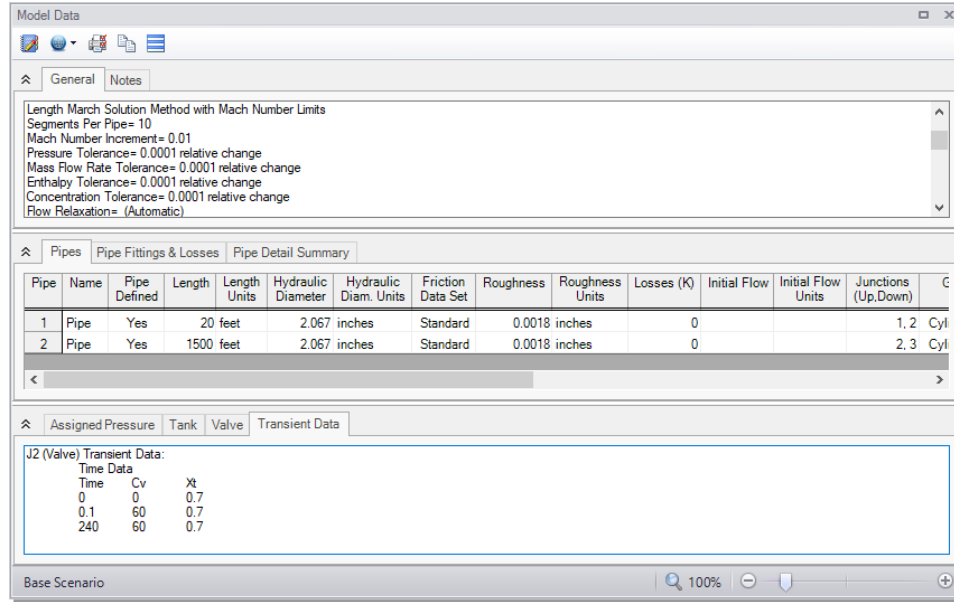 Model Data
General Notes
Length March Solution Method with Mach Number Limits
Segments Per Pipe= 10
Mach Number Increment= 0.01
Pressure Tolerance= 0.0001 relative change
Mass Flow Rate Tolerance= 0.0001 relative change
Enthalpy Tolerance= 0.0001 relative change
Concentration Tolerance= 0.0001 relative change
Flow Relaxation= (Automatic)
Pipes Pipe Fittings & Losses Pipe Detail Summary
Pipe Name Pipe Defined Length Length Units Hydraulic Diameter Hydraulic Diam. Units Friction Data Set Roughness Roughness Units Losses (K) Initial Flow Initial Flow Units Junctions (Up,Down)
1 Pipe Yes 20 feet 2.067 inches Standard 0.0018 inches 0 1, 2 Cyli
2 Pipe Yes 1500 feet 2.067 inches Standard 0.0018 inches 0 2, 3 Cyli
Assigned Pressure Tank Valve Transient Data
J2 (Valve) Transient Data:
Time Data
Time Cv Xt
0 0 0.7
0.1 60 0.7
240 60 0.7
Base Scenario 100%